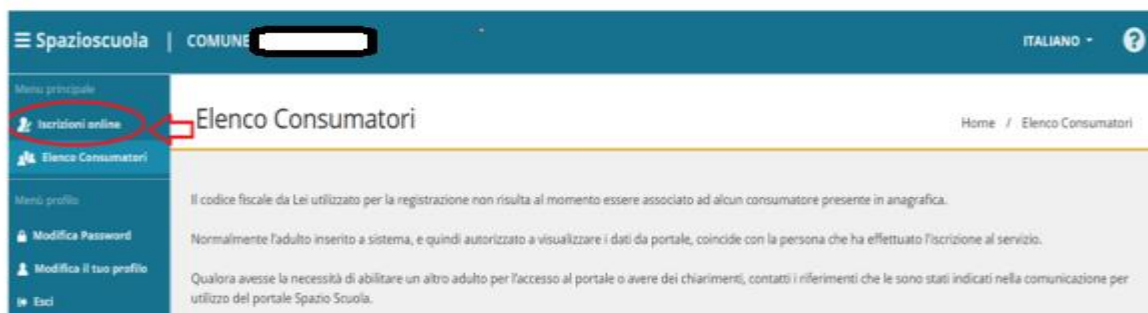 Spazioscuola | COMUNE
ITALIANO
?
Menu principale
Iscrizioni online
Elenco Consumatori
Menù profilo
Modifica Password
Modifica il tuo profilo
Esci
Elenco Consumatori
Home / Elenco Consumatori
Il codice fiscale da Lei utilizzato per la registrazione non risulta al momento essere associato ad alcun consumatore presente in anagrafica.
Normalmente l'adulto inserito a sistema, e quindi autorizzato a visualizzare i dati da portale, coincide con la persona che ha effettuato l'iscrizione al servizio.
Qualora avesse la necessità di abilitare un altro adulto per l'accesso al portale o avere dei chiarimenti, contatti i riferimenti che le sono stati indicati nella comunicazione per
utilizzo del portale Spazio Scuola.